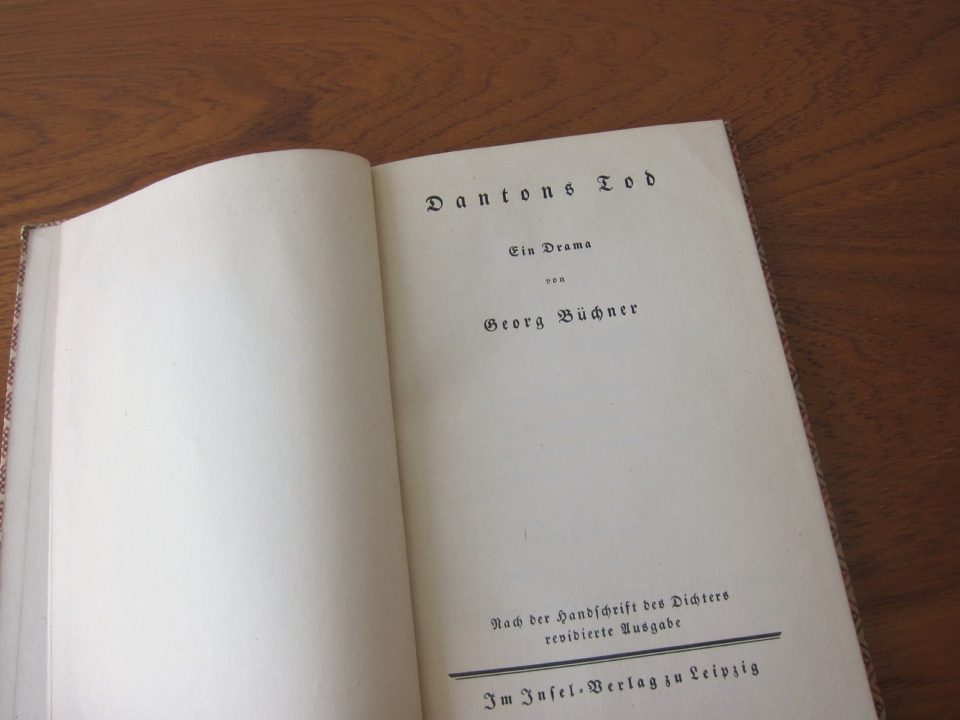 Dantons Tod
Ein Drama
von
Georg Büchner
Nach der Handſchrift des Dichters
revidierte Ausgabe
Im Inſel-Verlag zu Leipzig